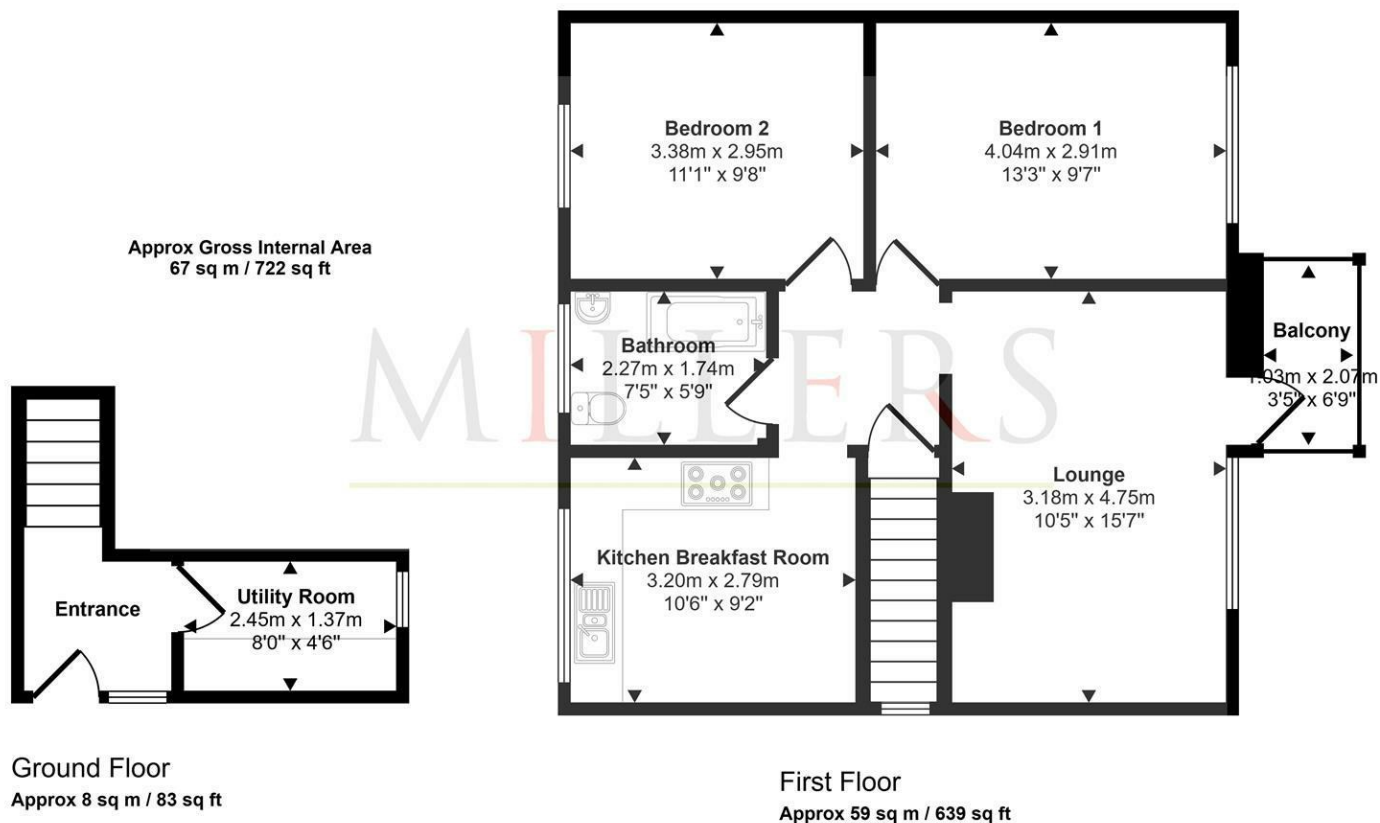 Approx Gross Internal Area
67 sq m / 722 sq ft
Bedroom 2
3.38m x 2.95m
11'1" x 9'8"
Bedroom 1
4.04m x 2.91m
13'3" x 9'7"
MILLERS
Bathroom
2.27m x 1.74m
7'5" x 5'9"
Balcony
1.03m x 2.07m
3'5" x 6'9"
Lounge
3.18m x 4.75m
10'5" x 15'7"
Kitchen Breakfast Room
3.20m x 2.79m
10'6" x 9'2"
Entrance
Utility Room
2.45m x 1.37m
8'0" x 4'6"
Ground Floor
Approx 8 sq m / 83 sq ft
First Floor
Approx 59 sq m / 639 sq ft